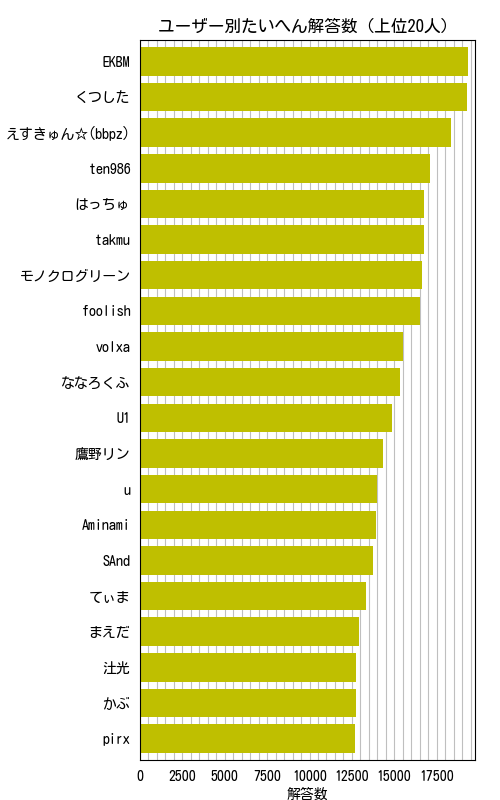 ユーザー別たいへん解答数 (上位20人)
EKBM
くつした
えすきゅん☆(bbpz)
ten986
はっちゅ
takmu
モノクログリーン
foolish
volxa
ななろくふ
U1
鷹野リン
u
Aminami
SAnd
てぃま
まえだ
注光
かぶ
pirx
0 2500 5000 7500 10000 12500 15000 17500
解答数